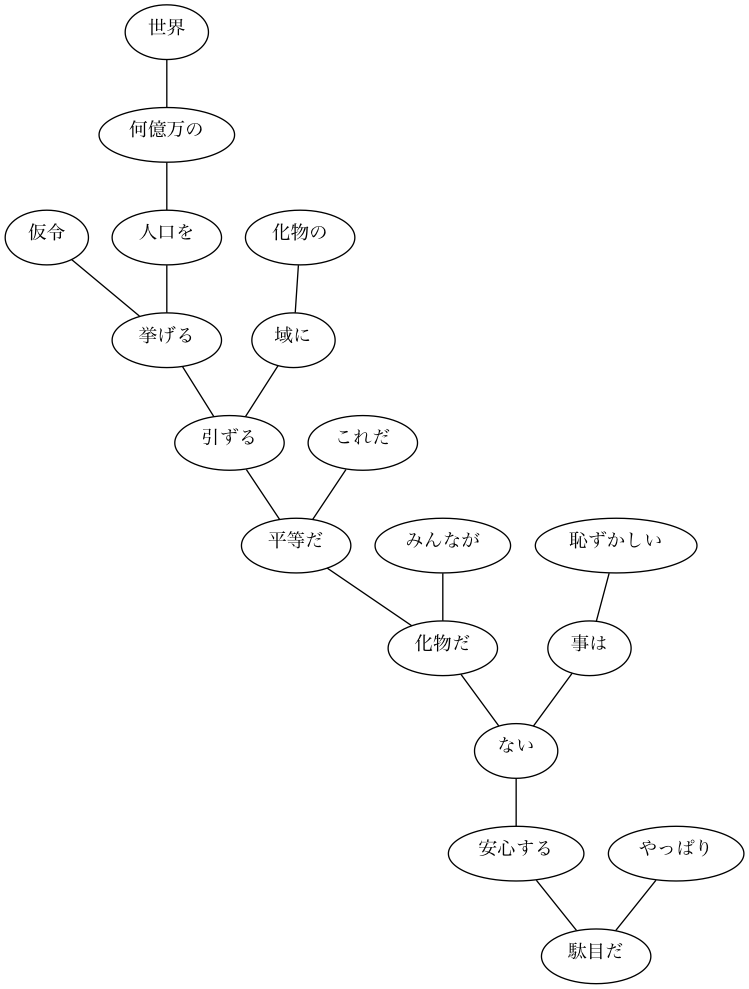 世界
何億万の
仮令
人口を
化物の
挙げる
域に
引ずる
これだ
平等だ
みんなが
恥ずかしい
化物だ
事は
ない
安心する
やっぱり
駄目だ